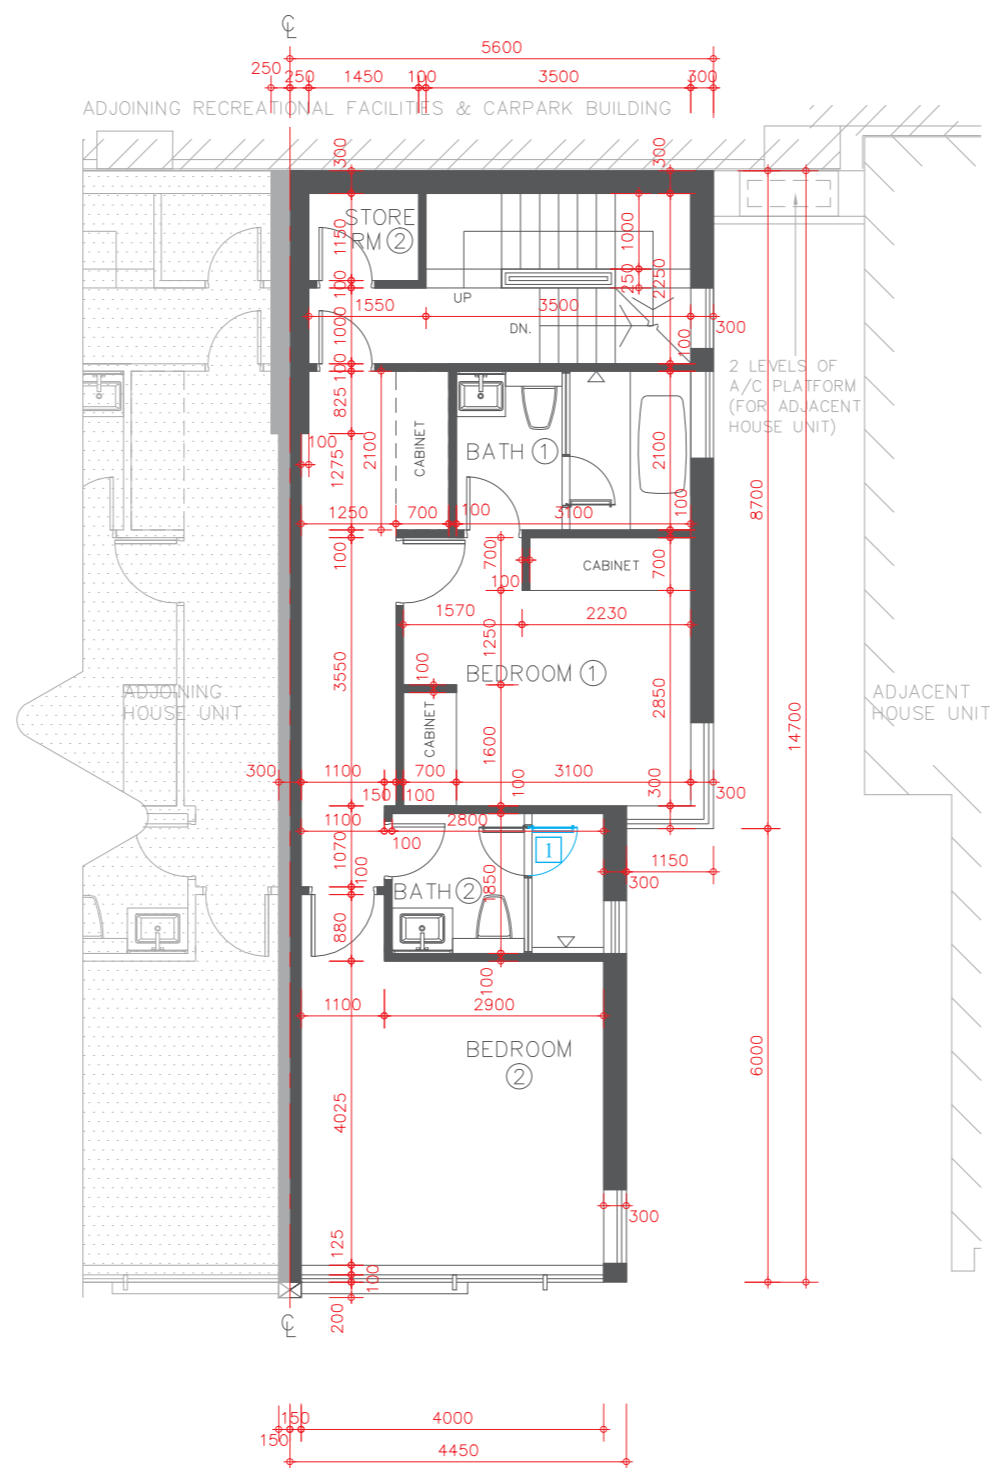 ℄
5600
250 250 1450 100 3500 300
ADJOINING RECREATIONAL FACILITIES & CARPARK BUILDING
300 300
STORE
RM 2
1150
1000
250
2250
100
UP
1550 3500
DN.
300
1000
100
100
2 LEVELS OF
A/C PLATFORM
(FOR ADJACENT
HOUSE UNIT)
825
100
1275
2100
CABINET
BATH 1
2100
8700
1250 700 100 3100
100
100
700
100
CABINET
700
1570 2230
1250
100
BEDROOM 1
3550
2850
ADJOINING
HOUSE UNIT
ADJACENT
HOUSE UNIT
14700
CABINET
1600
300 1100 700 3100
150 100
100
300
300
1100 2800
100
1070
1
100
1850
1150
300
BATH 2
880
100
1100 2900
BEDROOM
2
6000
4025
300
125
100
200
℄
150 4000
150
4450